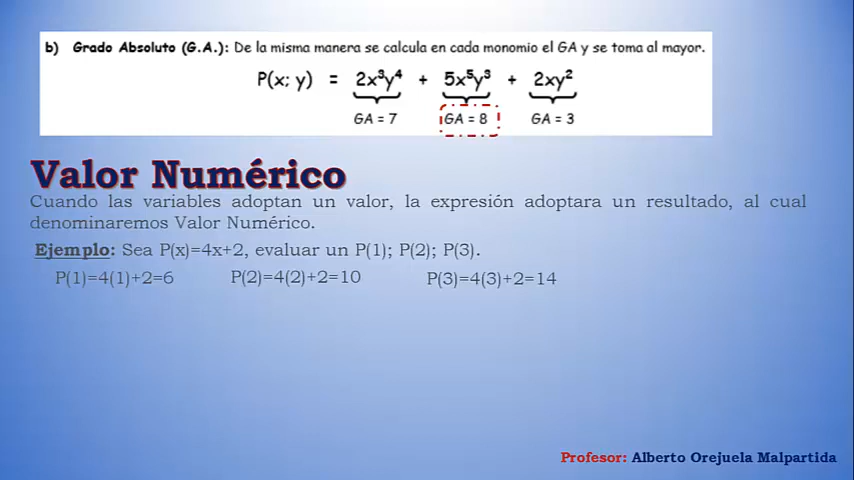 b) Grado Absoluto (G.A.): De la misma manera se calcula en cada monomio el GA y se toma al mayor.
P(x; y) = 2x³y⁴ + 5x⁵y³ + 2xy²
GA = 7 GA = 8 GA = 3
Valor Numérico
Cuando las variables adoptan un valor, la expresión adoptara un resultado, al cual
denominaremos Valor Numérico.
Ejemplo: Sea P(x)=4x+2, evaluar un P(1); P(2); P(3).
P(1)=4(1)+2=6 P(2)=4(2)+2=10 P(3)=4(3)+2=14
Profesor: Alberto Orejuela Malpartida